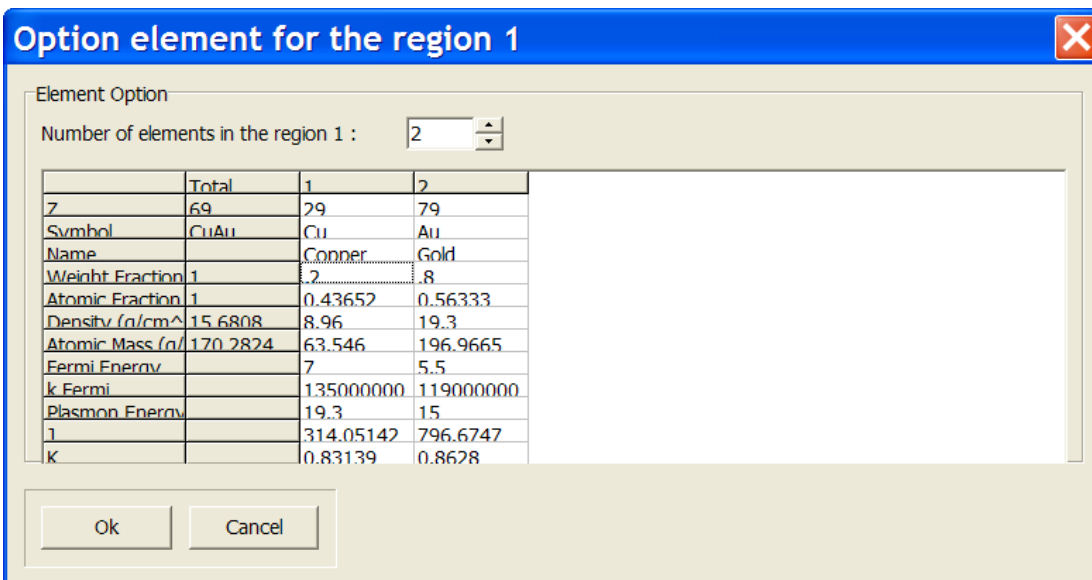 Option element for the region 1
Element Option
Number of elements in the region 1 : 2
Total 1 2
Z 69 29 79
Symbol CuAu Cu Au
Name Copper Gold
Weight Fraction 1 .2 .8
Atomic Fraction 1 0.43652 0.56333
Density (g/cm^ 15.6808 8.96 19.3
Atomic Mass (g/ 170.2824 63.546 196.9665
Fermi Energy 7 5.5
k Fermi 135000000 119000000
Plasmon Energy 19.3 15
J 314.05142 796.6747
K 0.83139 0.8628
Ok Cancel